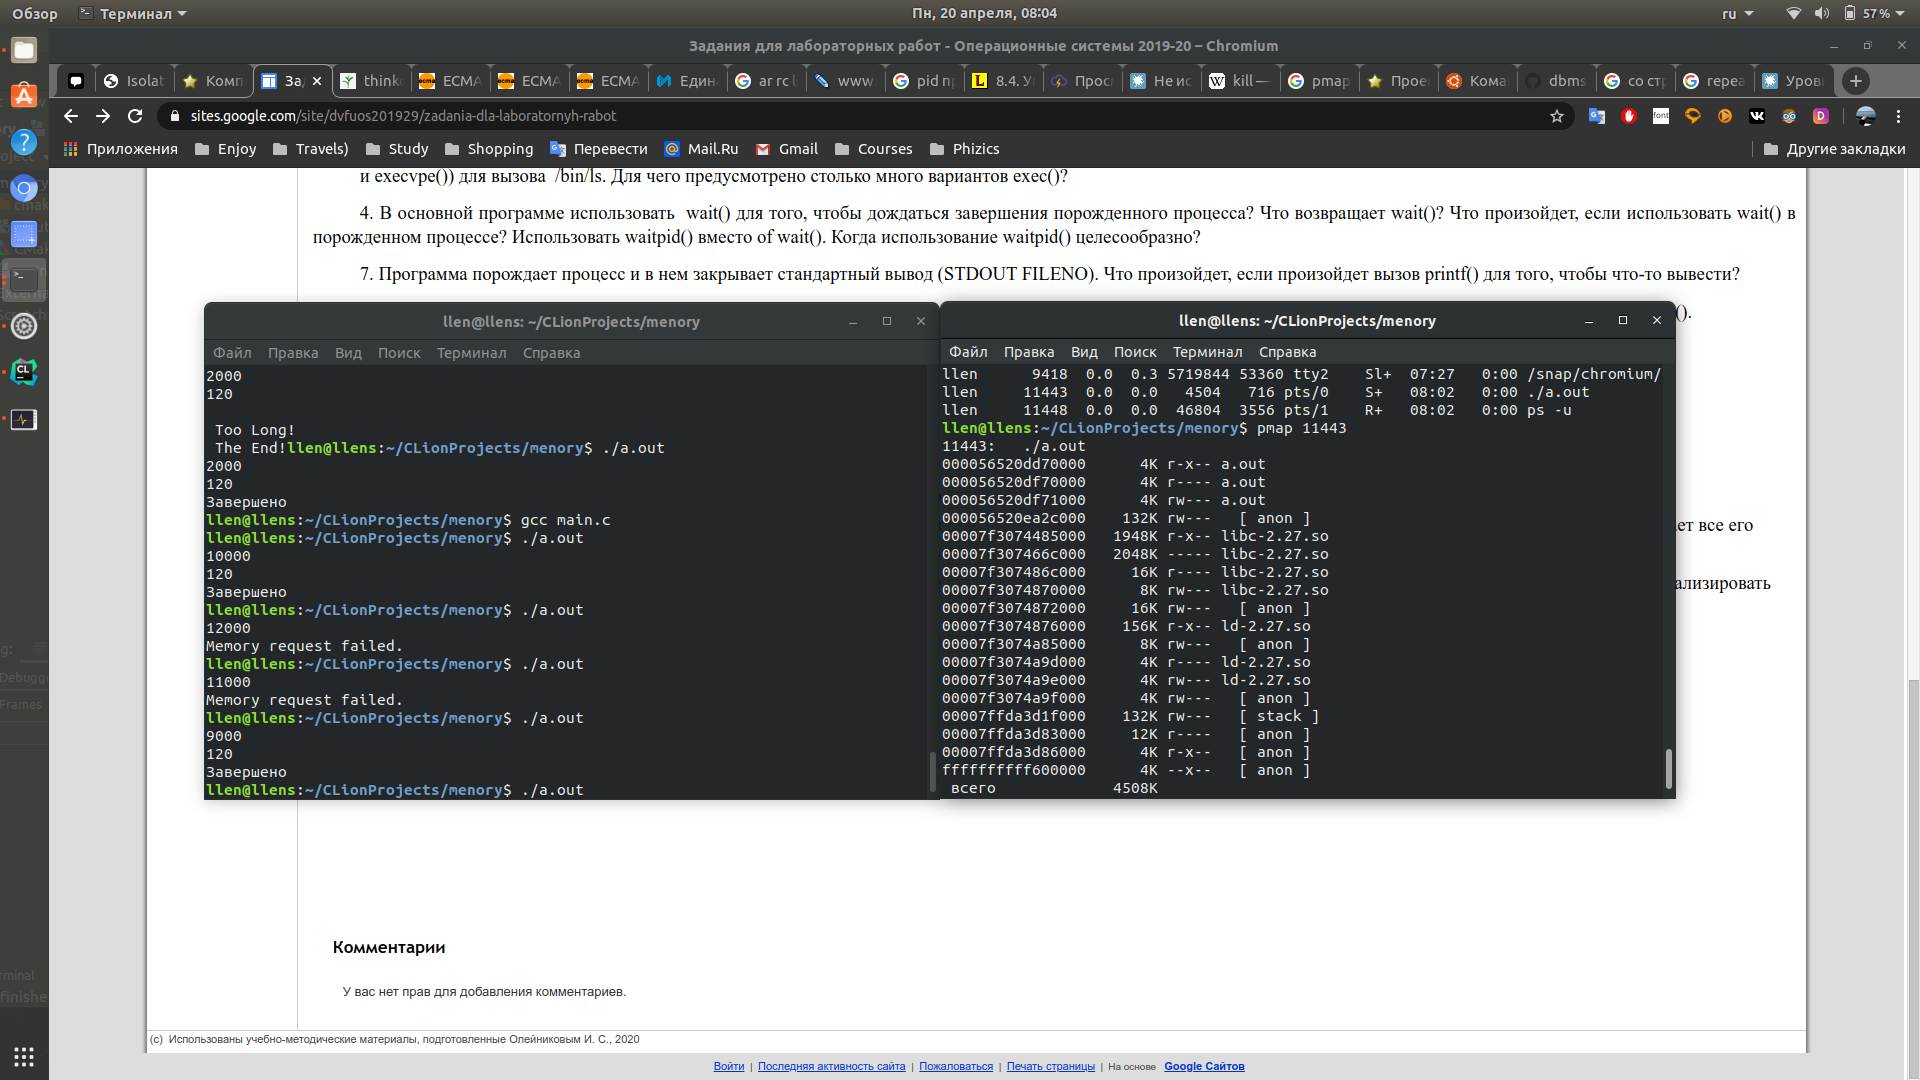 Обзор Терминал Пн, 20 апреля, 08:04 ru 57 %
Задания для лабораторных работ - Операционные системы 2019-20 – Chromium
Isolat Комп За, think ECMA ECMA ECMA Един ar rc l www. pid п 8.4. У Прос Не ис kill — pmap Прое Кома dbms со ст repea Уров
sites.google.com/site/dvfuos201929/zadania-dla-laboratornyh-rabot
Приложения Enjoy Travels) Study Shopping Перевести Mail.Ru Gmail Courses Phizics Другие закладки
и execvpe()) для вызова /bin/ls. Для чего предусмотрено столько много вариантов exec()?
4. В основной программе использовать wait() для того, чтобы дождаться завершения порожденного процесса? Что возвращает wait()? Что произойдет, если использовать wait() в
порожденном процессе? Использовать waitpid() вместо of wait(). Когда использование waitpid() целесообразно?
7. Программа порождает процесс и в нем закрывает стандартный вывод (STDOUT FILENO). Что произойдет, если произойдет вызов printf() для того, чтобы что-то вывести?
().
ет все его
ализировать
llen@llens: ~/CLionProjects/menory
Файл Правка Вид Поиск Терминал Справка
2000
120
Too Long!
The End!llen@llens:~/CLionProjects/menory$ ./a.out
2000
120
Завершено
llen@llens:~/CLionProjects/menory$ gcc main.c
llen@llens:~/CLionProjects/menory$ ./a.out
10000
120
Завершено
llen@llens:~/CLionProjects/menory$ ./a.out
12000
Memory request failed.
llen@llens:~/CLionProjects/menory$ ./a.out
11000
Memory request failed.
llen@llens:~/CLionProjects/menory$ ./a.out
9000
120
Завершено
llen@llens:~/CLionProjects/menory$ ./a.out
llen@llens: ~/CLionProjects/menory
Файл Правка Вид Поиск Терминал Справка
llen 9418 0.0 0.3 5719844 53360 tty2 Sl+ 07:27 0:00 /snap/chromium/
llen 11443 0.0 0.0 4504 716 pts/0 S+ 08:02 0:00 ./a.out
llen 11448 0.0 0.0 46804 3556 pts/1 R+ 08:02 0:00 ps -u
llen@llens:~/CLionProjects/menory$ pmap 11443
11443: ./a.out
000056520dd70000 4K r-x-- a.out
000056520df70000 4K r---- a.out
000056520df71000 4K rw--- a.out
000056520ea2c000 132K rw--- [ anon ]
00007f3074485000 1948K r-x-- libc-2.27.so
00007f307466c000 2048K ----- libc-2.27.so
00007f307486c000 16K r---- libc-2.27.so
00007f3074870000 8K rw--- libc-2.27.so
00007f3074872000 16K rw--- [ anon ]
00007f3074876000 156K r-x-- ld-2.27.so
00007f3074a85000 8K rw--- [ anon ]
00007f3074a9d000 4K r---- ld-2.27.so
00007f3074a9e000 4K rw--- ld-2.27.so
00007f3074a9f000 4K rw--- [ anon ]
00007ffda3d1f000 132K rw--- [ stack ]
00007ffda3d83000 12K r---- [ anon ]
00007ffda3d86000 4K r-x-- [ anon ]
ffffffffff600000 4K --x-- [ anon ]
всего 4508K
Комментарии
У вас нет прав для добавления комментариев.
(с) Использованы учебно-методические материалы, подготовленные Олейниковым И. С., 2020
Войти | Последняя активность сайта | Пожаловаться | Печать страницы | На основе Google Сайтов